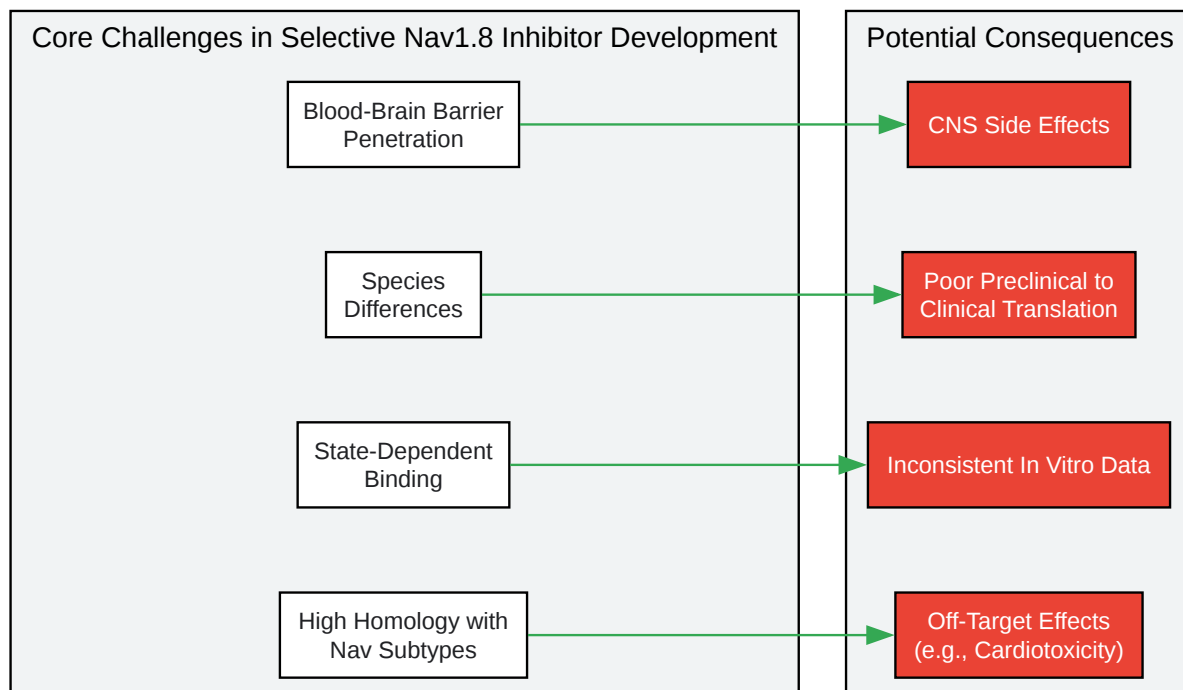 Core Challenges in Selective Nav1.8 Inhibitor Development
Potential Consequences
Blood-Brain Barrier
Penetration
CNS Side Effects
Species
Differences
Poor Preclinical to
Clinical Translation
State-Dependent
Binding
Inconsistent In Vitro Data
High Homology with
Nav Subtypes
Off-Target Effects
(e.g., Cardiotoxicity)